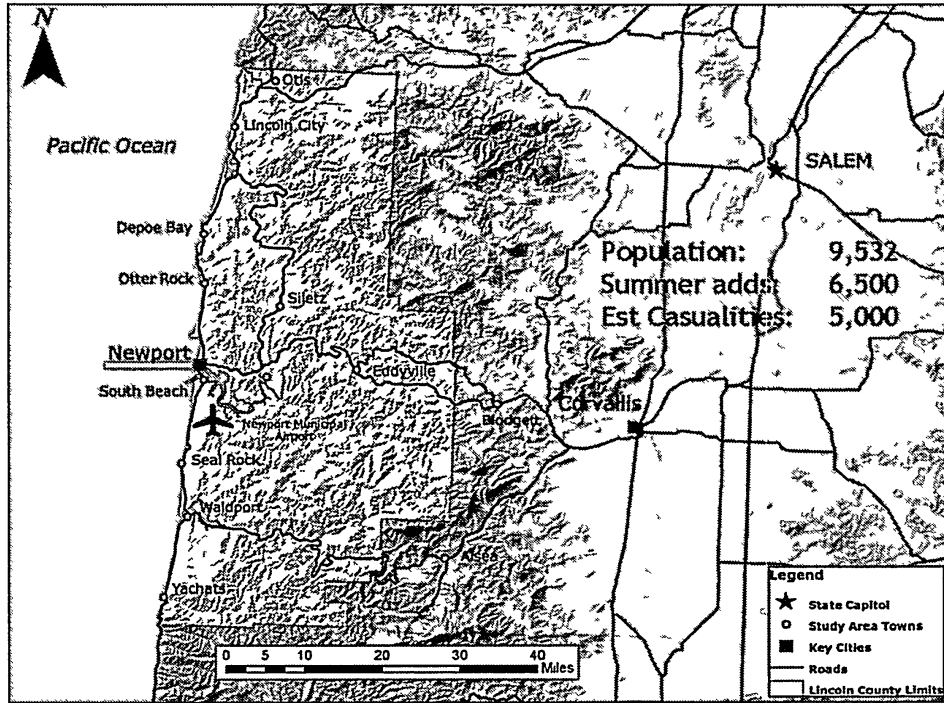 N
Otis
Lincoln City
Pacific Ocean
SALEM
Depoe Bay
Population: 9,532
Otter Rock
Summer adds: 6,500
Siletz
Est Casualities: 5,000
Newport
Eddyville
South Beach
Corvallis
Blodgett
Newport Municipal
Airport
Seal Rock
Waldport
Alsea
Yachats
Legend
State Capitol
Study Area Towns
Key Cities
Roads
Lincoln County Limits
0 5 10 20 30 40
Miles